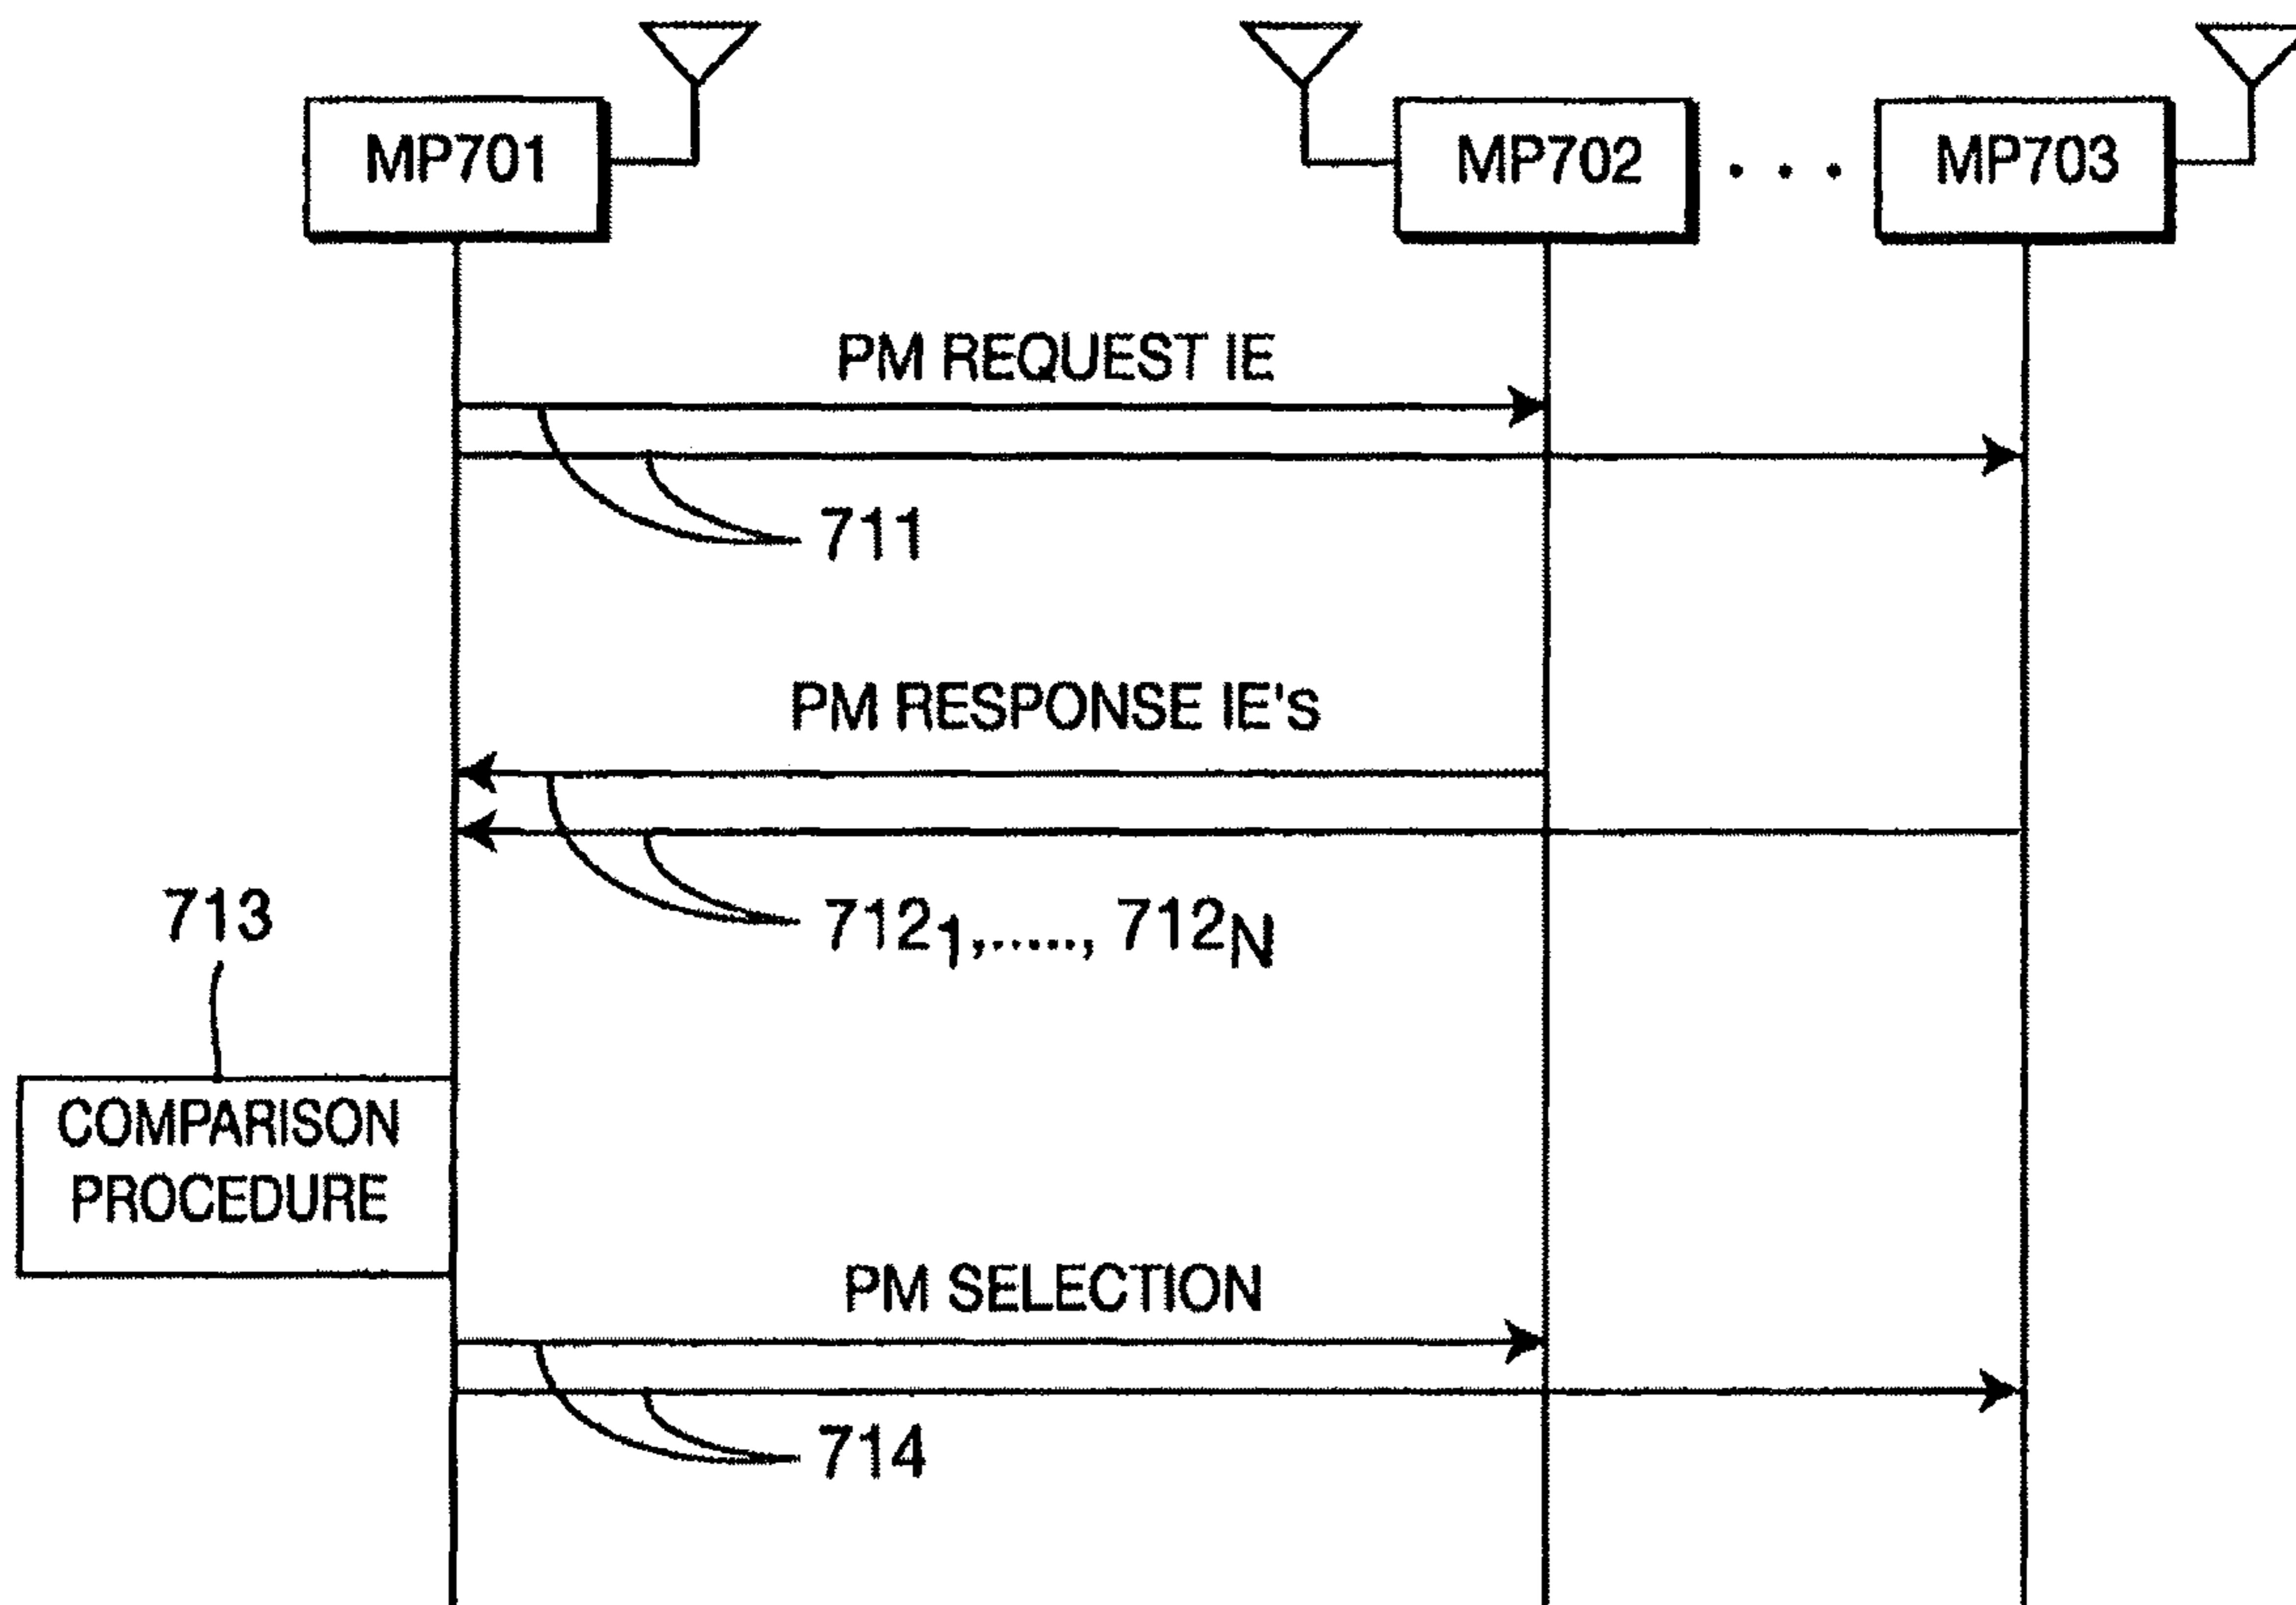 MP701
MP702 . . . MP703
PM REQUEST IE
711
PM RESPONSE IE'S
712₁,....., 712N
713
COMPARISON
PROCEDURE
PM SELECTION
714